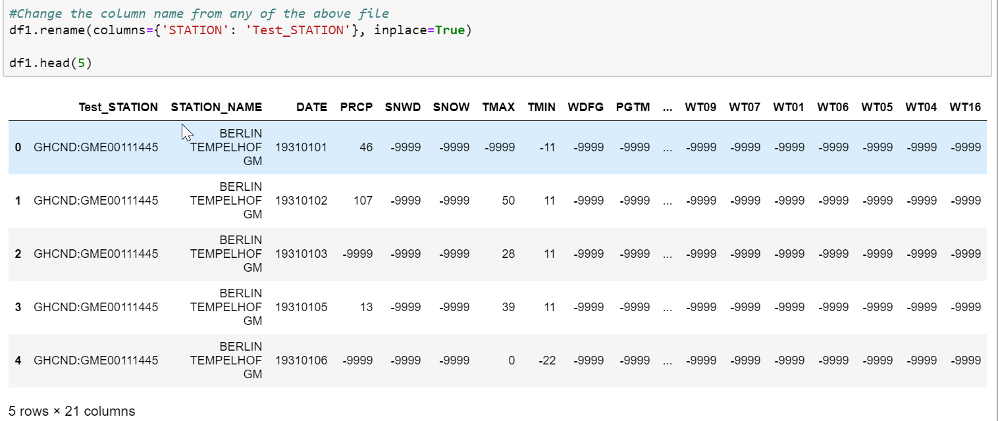 #Change the column name from any of the above file
df1.rename(columns={'STATION': 'Test_STATION'}, inplace=True)
df1.head(5)
Test_STATION STATION_NAME DATE PRCP SNWD SNOW TMAX TMIN WDFG PGTM ... WT09 WT07 WT01 WT06 WT05 WT04 WT16
BERLIN
0 GHCND:GME00111445 TEMPELHOF 19310101 46 -9999 -9999 -9999 -11 -9999 -9999 ... -9999 -9999 -9999 -9999 -9999 -9999 -9999
GM
BERLIN
1 GHCND:GME00111445 TEMPELHOF 19310102 107 -9999 -9999 50 11 -9999 -9999 ... -9999 -9999 -9999 -9999 -9999 -9999 -9999
GM
BERLIN
2 GHCND:GME00111445 TEMPELHOF 19310103 -9999 -9999 -9999 28 11 -9999 -9999 ... -9999 -9999 -9999 -9999 -9999 -9999 -9999
GM
BERLIN
3 GHCND:GME00111445 TEMPELHOF 19310105 13 -9999 -9999 39 11 -9999 -9999 ... -9999 -9999 -9999 -9999 -9999 -9999 -9999
GM
BERLIN
4 GHCND:GME00111445 TEMPELHOF 19310106 -9999 -9999 -9999 0 -22 -9999 -9999 ... -9999 -9999 -9999 -9999 -9999 -9999 -9999
GM
5 rows × 21 columns